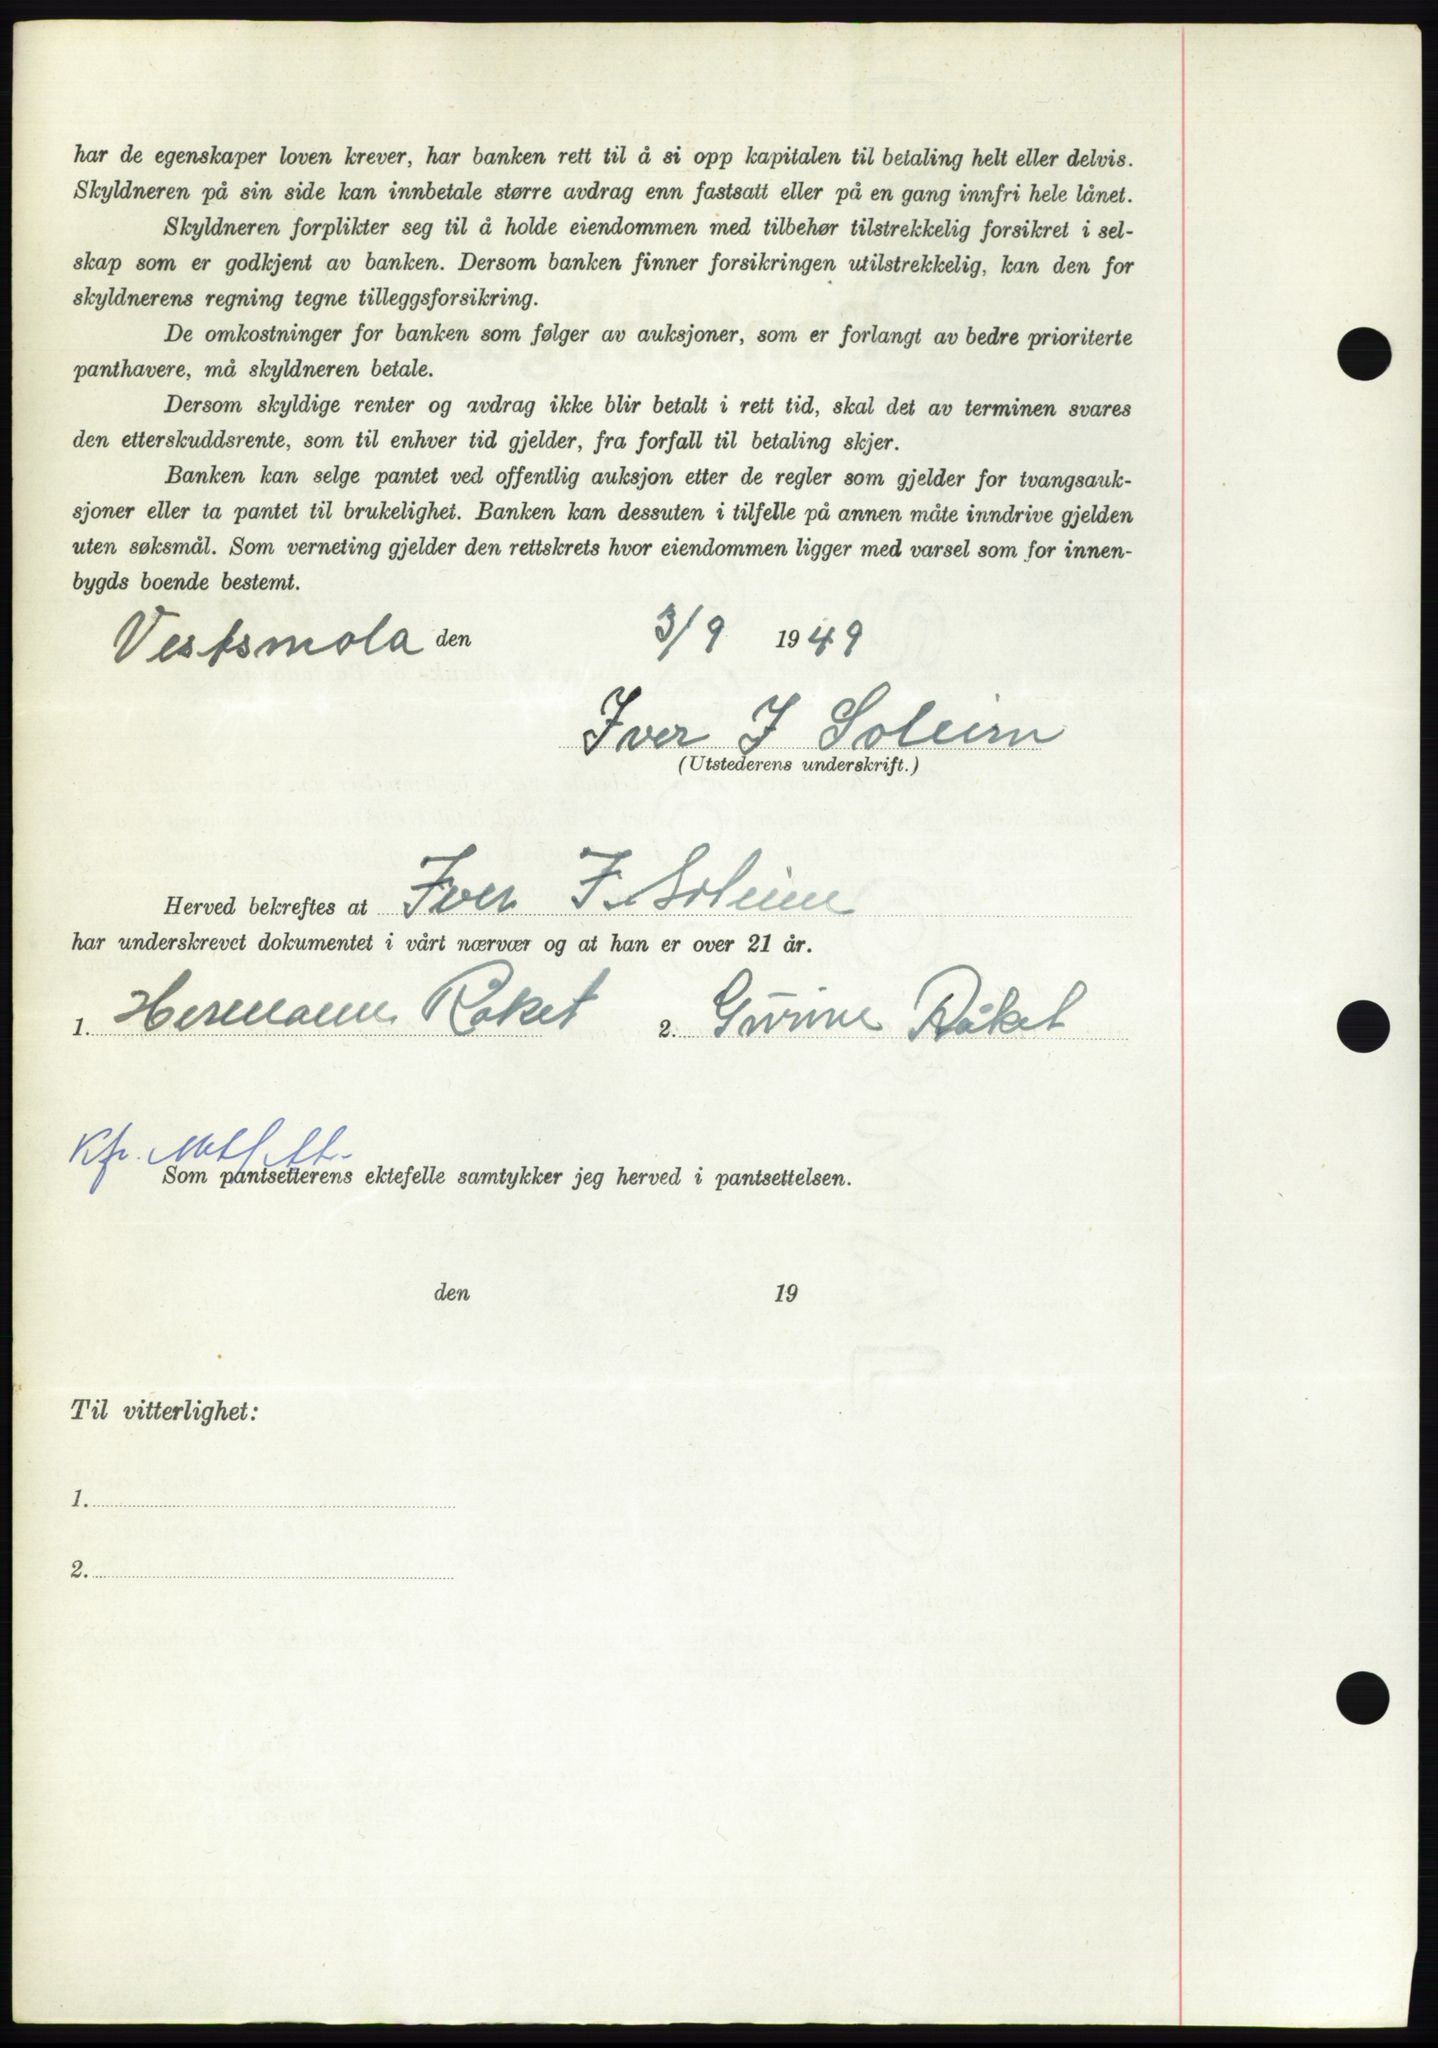 har de egenskaper loven krever, har banken rett til å si opp kapitalen til betaling helt eller delvis.
Skyldneren på sin side kan innbetale større avdrag enn fastsatt eller på en gang innfri hele lånet.
Skyldneren forplikter seg til å holde eiendommen med tilbehør tilstrekkelig forsikret i sel-
skap som er godkjent av banken. Dersom banken finner forsikringen utilstrekkelig, kan den for
skyldnerens regning tegne tilleggsforsikring.
De omkostninger for banken som følger av auksjoner, som er forlangt av bedre prioriterte
panthavere, må skyldneren betale.
Dersom skyldige renter og avdrag ikke blir betalt i rett tid, skal det av terminen svares
den etterskuddsrente, som til enhver tid gjelder, fra forfall til betaling skjer.
Banken kan selge pantet ved offentlig auksjon etter de regler som gjelder for tvangsauk-
sjoner eller ta pantet til brukelighet. Banken kan dessuten i tilfelle på annen måte inndrive gjelden
uten søksmål. Som verneting gjelder den rettskrets hvor eiendommen ligger med varsel som for innen-
bygds boende bestemt.
Vestsmola den 3/9 1949
Iver J Soleim
(Utstederens underskrift.)
Herved bekreftes at Iver J. Soleim
har underskrevet dokumentet i vårt nærvær og at han er over 21 år.
1. Hermann Råket 2. Gurine Råket
Kfr.
Som pantsetterens ektefelle samtykker jeg herved i pantsettelsen.
den 19
Til vitterlighet:
1.
2.